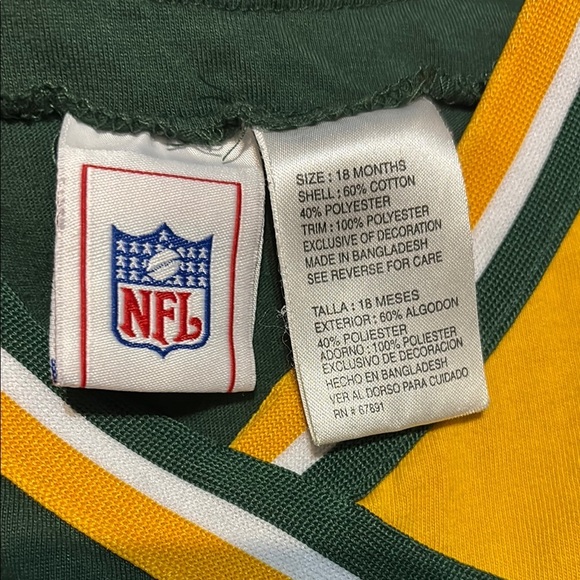 NFL
SIZE : 18 MONTHS
SHELL : 60% COTTON
40% POLYESTER
TRIM : 100% POLYESTER
EXCLUSIVE OF DECORATION
MADE IN BANGLADESH
SEE REVERSE FOR CARE
TALLA : 18 MESES
EXTERIOR : 60% ALGODON
40% POLIESTER
ADORNO : 100% POLIESTER
EXCLUSIVO DE DECORACION
HECHO EN BANGLADESH
VER AL DORSO PARA CUIDADO
RN # 67891